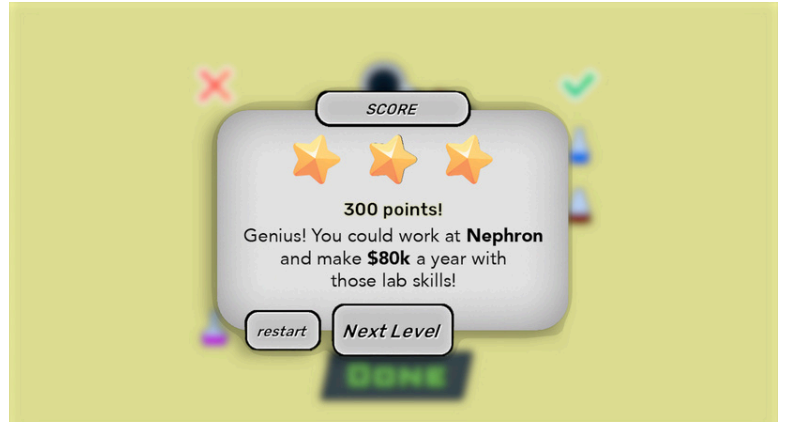 SCORE
300 points!
Genius! You could work at Nephron
and make $80k a year with
those lab skills!
restart
Next Level
DONE